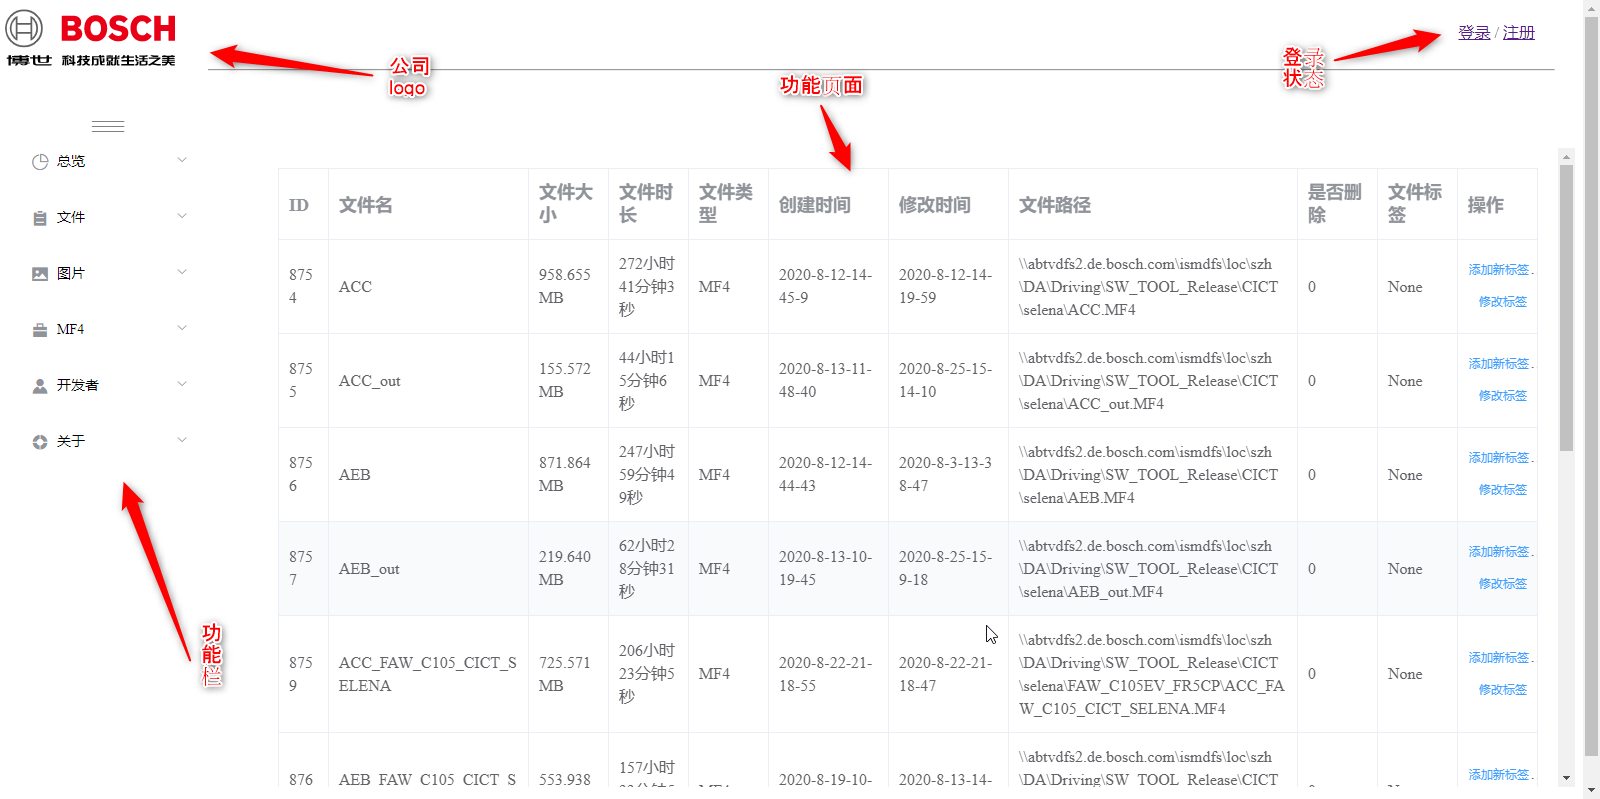 BOSCH
博世 科技成就生活之美
公司
logo
登录 / 注册
登录
状态
功能页面
总览
文件
图片
MF4
开发者
关于
功
能
栏
ID 文件名 文件大 文件时 文件类 创建时间 修改时间 文件路径 是否删 文件标 操作
小 长 型 除 签
875 ACC 958.655 272小时 MF4 2020-8-12-14- 2020-8-12-14- \\abtvdfs2.de.bosch.com\ismdfs\loc\szh 0 None 添加新标签
4 MB 41分钟3 45-9 19-59 \DA\Driving\SW_TOOL_Release\CICT 修改标签
秒 \selena\ACC.MF4
875 ACC_out 155.572 44小时1 MF4 2020-8-13-11- 2020-8-25-15- \\abtvdfs2.de.bosch.com\ismdfs\loc\szh 0 None 添加新标签
5 MB 5分钟6 48-40 14-10 \DA\Driving\SW_TOOL_Release\CICT 修改标签
秒 \selena\ACC_out.MF4
875 AEB 871.864 247小时 MF4 2020-8-12-14- 2020-8-3-13-3 \\abtvdfs2.de.bosch.com\ismdfs\loc\szh 0 None 添加新标签
6 MB 59分钟4 44-43 8-47 \DA\Driving\SW_TOOL_Release\CICT 修改标签
9秒 \selena\AEB.MF4
875 AEB_out 219.640 62小时2 MF4 2020-8-13-10- 2020-8-25-15- \\abtvdfs2.de.bosch.com\ismdfs\loc\szh 0 None 添加新标签
7 MB 8分钟31 19-45 9-18 \DA\Driving\SW_TOOL_Release\CICT 修改标签
秒 \selena\AEB_out.MF4
875 ACC_FAW_C105_CICT_S 725.571 206小时 MF4 2020-8-22-21- 2020-8-22-21- \\abtvdfs2.de.bosch.com\ismdfs\loc\szh 0 None 添加新标签
9 ELENA MB 23分钟5 18-55 18-47 \DA\Driving\SW_TOOL_Release\CICT 修改标签
秒 \selena\FAW_C105EV_FR5CP\ACC_FA
W_C105_CICT_SELENA.MF4
876 AEB_FAW_C105_CICT_S 553.938 157小时 2020-8-19-10- 2020-8-13-14- \\abtvdfs2.de.bosch.com\ismdfs\loc\szh 添加新标签
\DA\Driving\SW_TOOL_Release\CICT